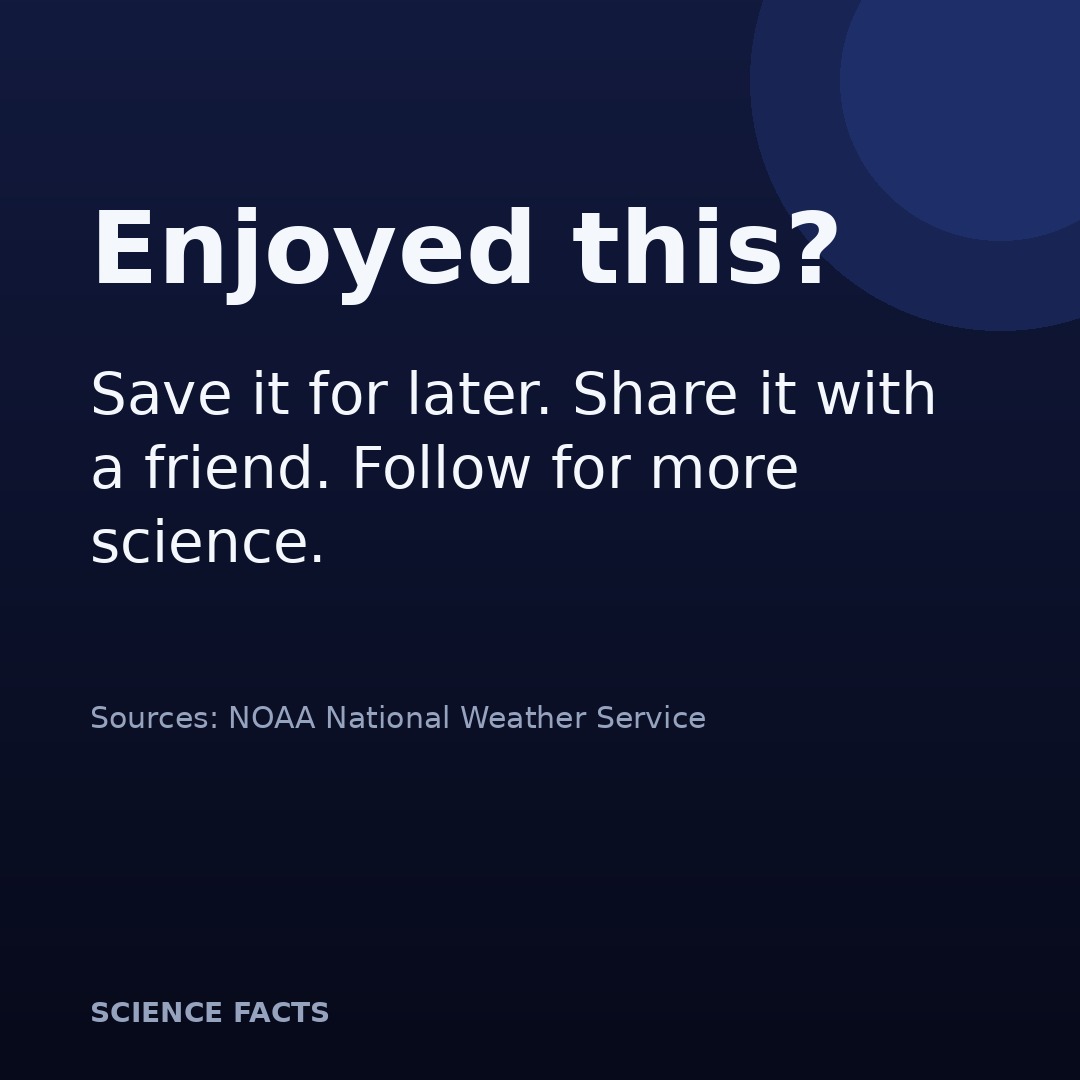 Enjoyed this?
Save it for later. Share it with
a friend. Follow for more
science.
Sources: NOAA National Weather Service
SCIENCE FACTS